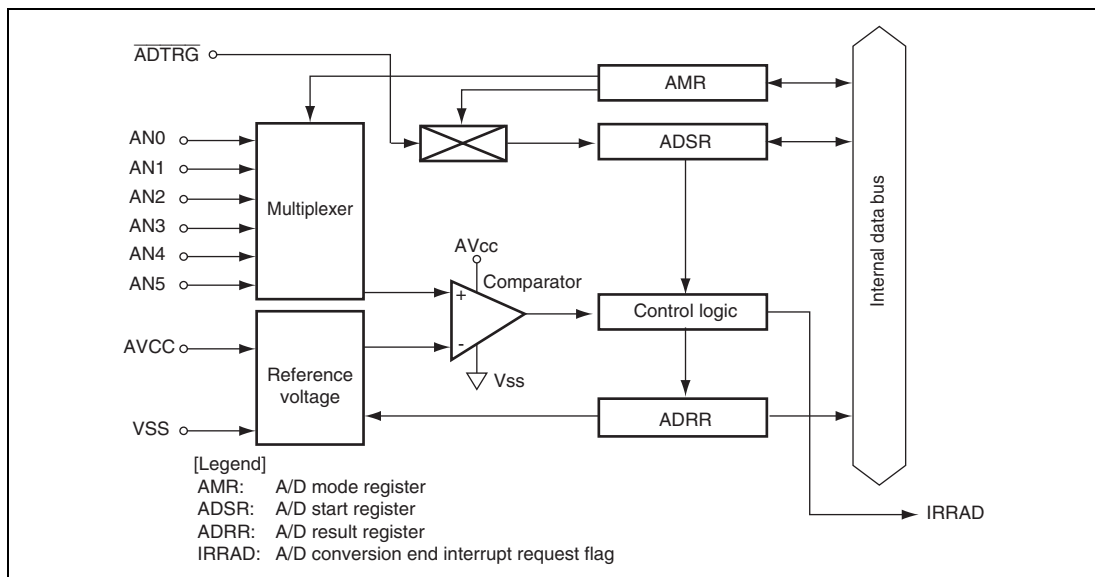 ADTRG
AMR
AN0
AN1
AN2
AN3
AN4
AN5
Multiplexer
ADSR
Internal data bus
AVcc
Comparator
+
-
Vss
Control logic
AVCC
VSS
Reference
voltage
ADRR
IRRAD
[Legend]
AMR: A/D mode register
ADSR: A/D start register
ADRR: A/D result register
IRRAD: A/D conversion end interrupt request flag